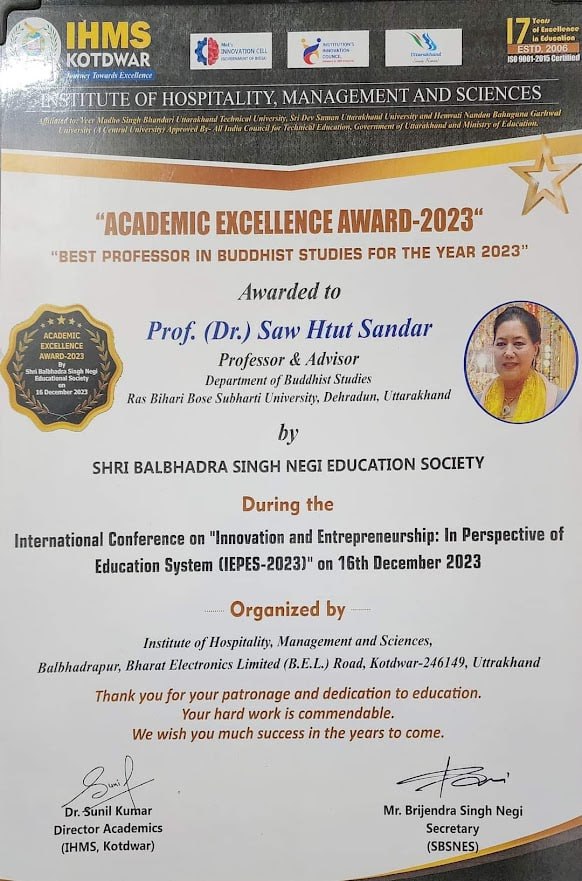 IHMS
KOTDWAR
Journey Towards Excellence
MoE's INNOVATION CELL
(GOVERNMENT OF INDIA)
INSTITUTION'S
INNOVATION
COUNCIL
Uttarakhand
Simply Heaven!
17 Years
of Excellence
in Education
ESTD. 2006
ISO 9001-2015 Certified
INSTITUTE OF HOSPITALITY, MANAGEMENT AND SCIENCES
Affiliated to: Veer Madho Singh Bhandari Uttarakhand Technical University, Sri Dev Suman Uttarakhand University and Hemvati Nandan Bahuguna Garhwal
University (A Central University) Approved By- All India Council for Technical Education, Government of Uttarakhand and Ministry of Education.
“ACADEMIC EXCELLENCE AWARD-2023“
“BEST PROFESSOR IN BUDDHIST STUDIES FOR THE YEAR 2023”
Awarded to
Prof. (Dr.) Saw Htut Sandar
Professor & Advisor
Department of Buddhist Studies
Ras Bihari Bose Subharti University, Dehradun, Uttarakhand
ACADEMIC
EXCELLENCE
AWARD-2023
By
Shri Balbhadra Singh Negi
Educational Society
on
16 December 2023
by
SHRI BALBHADRA SINGH NEGI EDUCATION SOCIETY
During the
International Conference on "Innovation and Entrepreneurship: In Perspective of
Education System (IEPES-2023)" on 16th December 2023
Organized by
Institute of Hospitality, Management and Sciences,
Balbhadrapur, Bharat Electronics Limited (B.E.L.) Road, Kotdwar-246149, Uttrakhand
Thank you for your patronage and dedication to education.
Your hard work is commendable.
We wish you much success in the years to come.
Dr. Sunil Kumar
Director Academics
(IHMS, Kotdwar)
Mr. Brijendra Singh Negi
Secretary
(SBSNES)